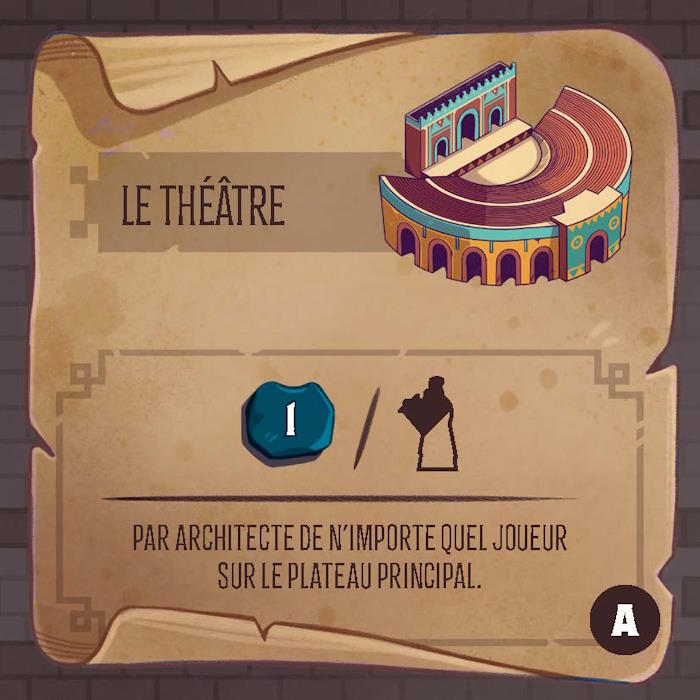 LE THÉÂTRE
1
PAR ARCHITECTE DE N'IMPORTE QUEL JOUEUR
SUR LE PLATEAU PRINCIPAL.
A